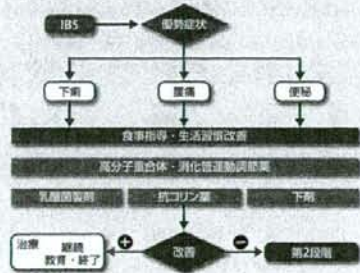 IBS
優勢症状
下痢
腹痛
便秘
食事指導・生活習慣改善
高分子重合体・消化管運動調節薬
乳酸菌製剤
抗コリン薬
下剤
治療
継続
教育・終了
+
改善
−
第2段階